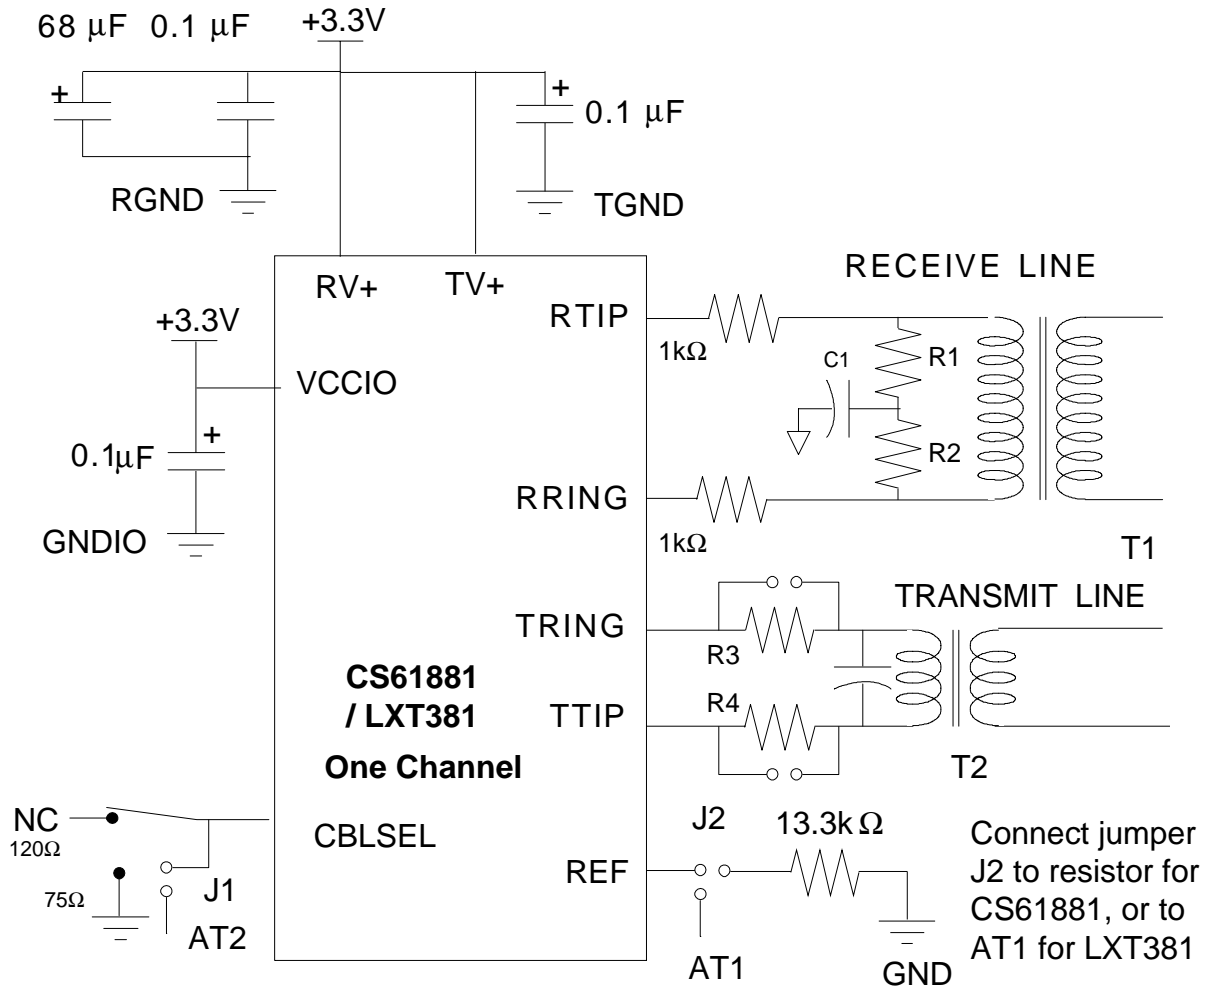 68 µF 0.1 µF
+3.3V
+
+
0.1 µF
RGND
TGND
RV+
TV+
RECEIVE LINE
RTIP
+3.3V
1kΩ
C1
R1
VCCIO
+
0.1µF
R2
RRING
GNDIO
1kΩ
T1
TRANSMIT LINE
TRING
R3
CS61881
/ LXT381
R4
TTIP
One Channel
T2
NC
120Ω
CBLSEL
J2
13.3k Ω
REF
75Ω
J1
AT2
AT1
GND
Connect jumper
J2 to resistor for
CS61881, or to
AT1 for LXT381